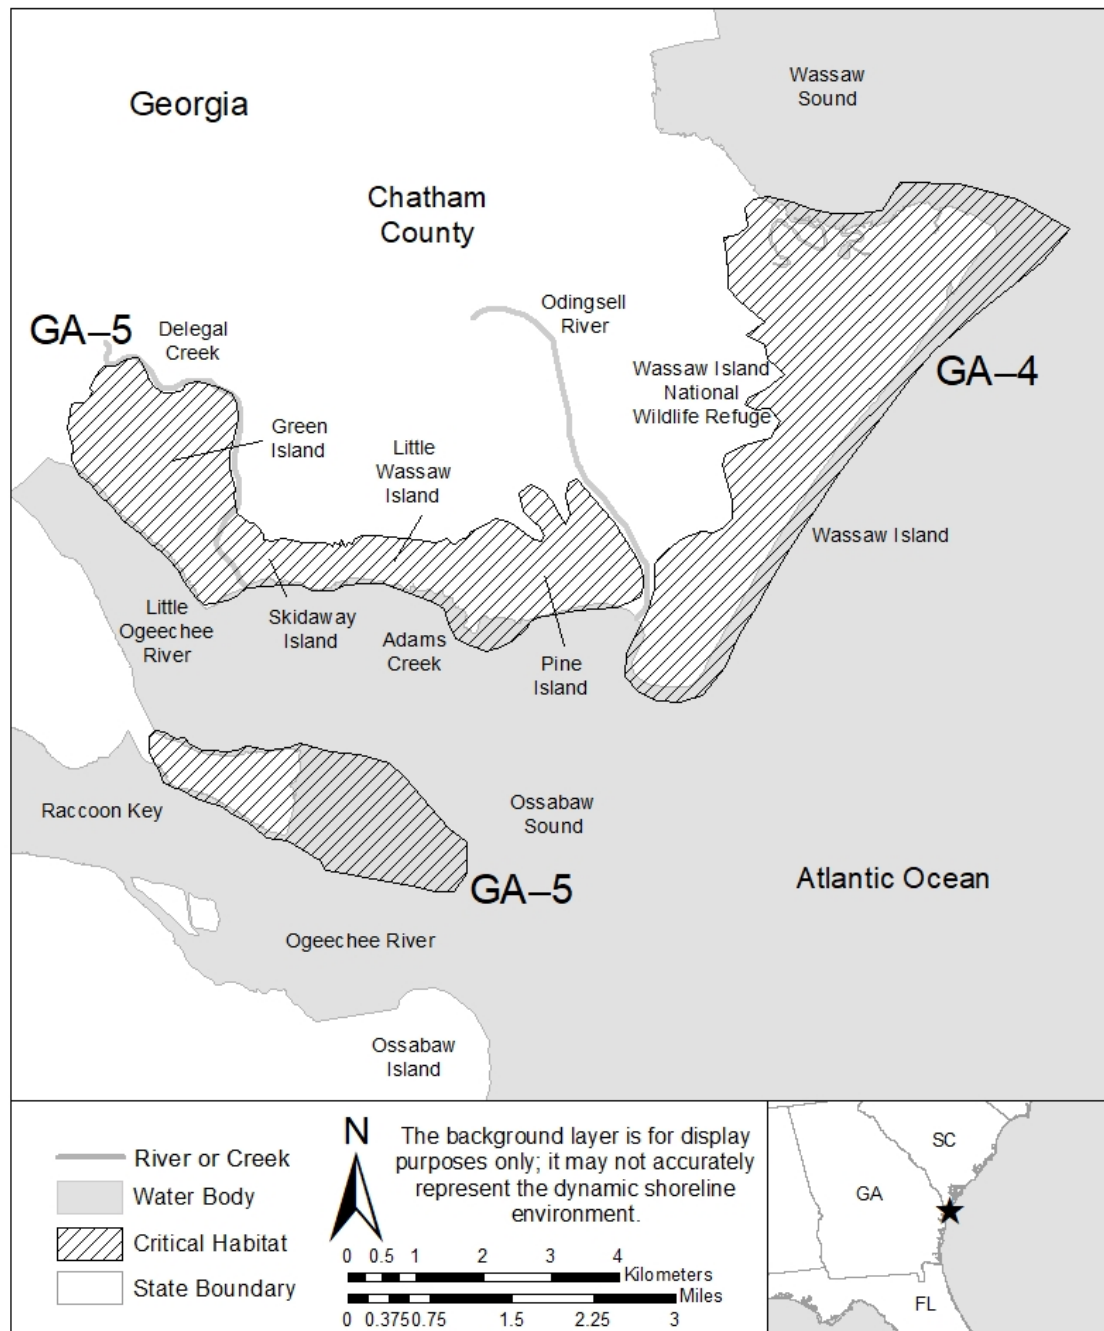 Wassaw
Sound
Georgia
Chatham
County
Odingsell
River
GA–5
Delegal
Creek
Wassaw Island
National
Wildlife Refuge
GA–4
Green
Island
Little
Wassaw
Island
Wassaw Island
Little
Ogeechee
River
Skidaway
Island
Adams
Creek
Pine
Island
Raccoon Key
Ossabaw
Sound
GA–5
Atlantic Ocean
Ogeechee River
Ossabaw
Island
River or Creek
Water Body
Critical Habitat
State Boundary
N
The background layer is for display
purposes only; it may not accurately
represent the dynamic shoreline
environment.
0 0.5 1 2 3 4
Kilometers
Miles
0 0.375 0.75 1.5 2.25 3
SC
GA
FL